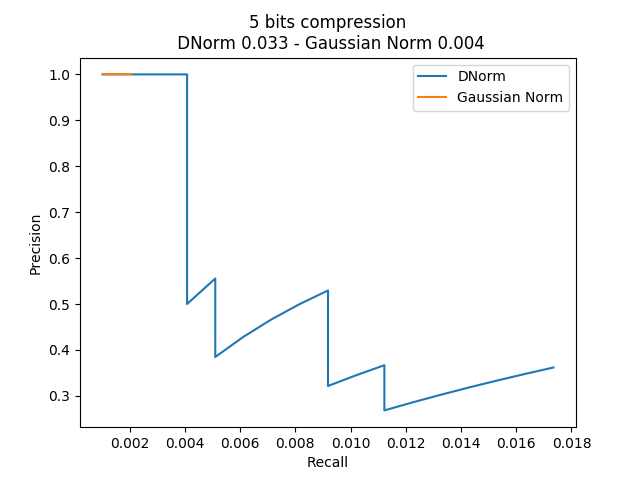 5 bits compression
DNorm 0.033 - Gaussian Norm 0.004
DNorm
Gaussian Norm
1.0
0.9
0.8
0.7
0.6
0.5
0.4
0.3
Precision
0.002 0.004 0.006 0.008 0.010 0.012 0.014 0.016 0.018
Recall